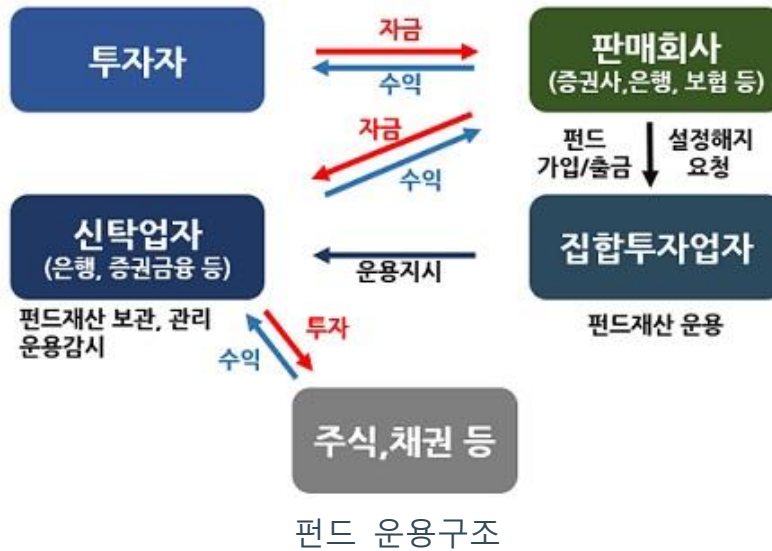 투자자
자금
수익
판매회사
(증권사,은행, 보험 등)
자금
수익
펀드
가입/출금
설정해지
요청
신탁업자
(은행, 증권금융 등)
운용지시
집합투자업자
펀드재산 보관, 관리
운용감시
펀드재산 운용
투자
수익
주식,채권 등
펀드 운용구조